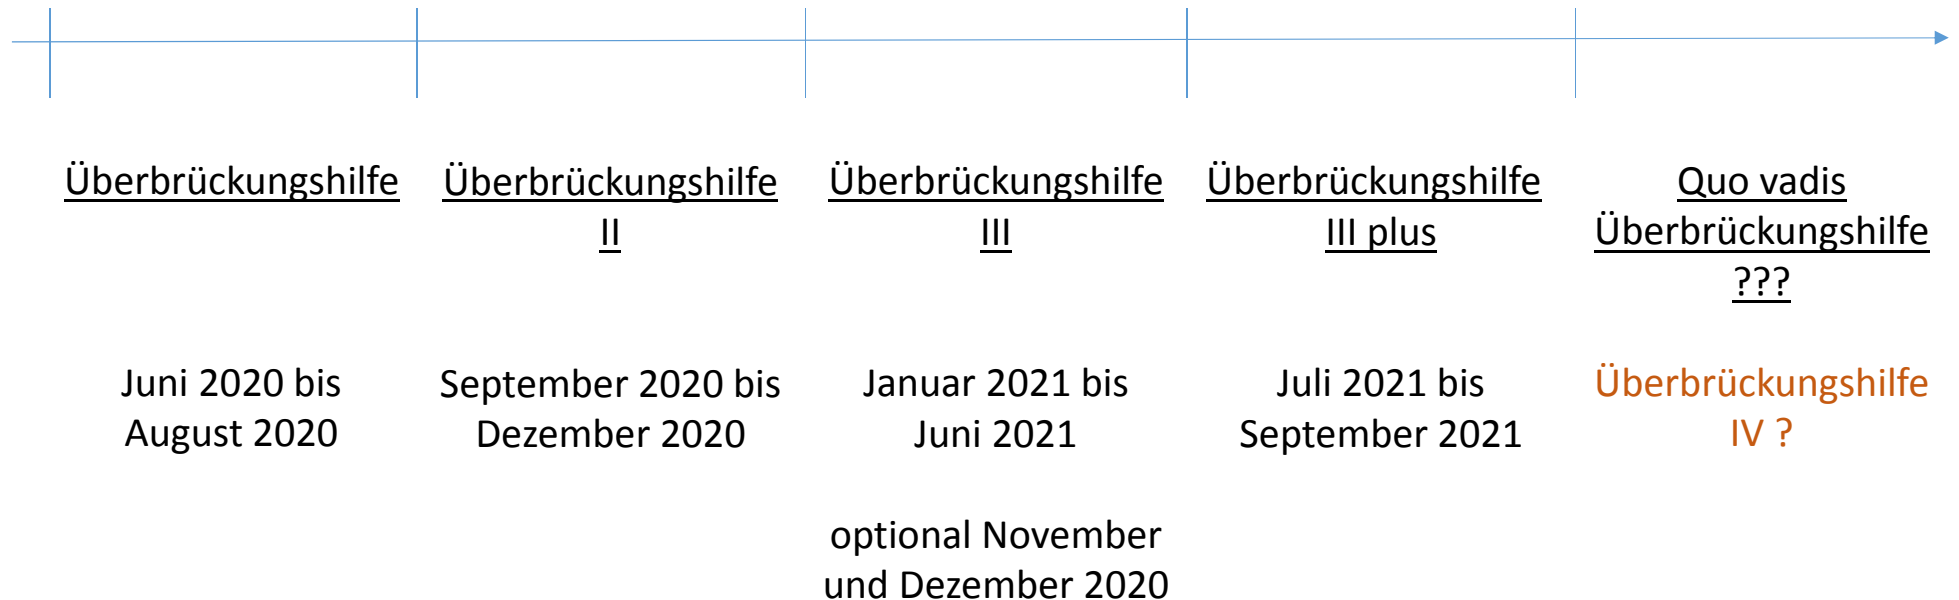 Überbrückungshilfe
Juni 2020 bis
August 2020
Überbrückungshilfe
II
September 2020 bis
Dezember 2020
Überbrückungshilfe
III
Januar 2021 bis
Juni 2021
optional November
und Dezember 2020
Überbrückungshilfe
III plus
Juli 2021 bis
September 2021
Quo vadis
Überbrückungshilfe
???
Überbrückungshilfe
IV ?